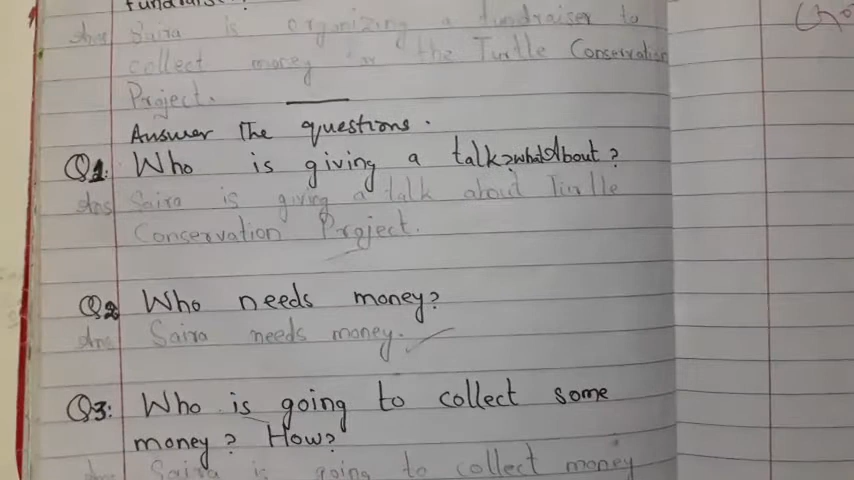 Ans Saira is organizing a fundraiser to
collect money for the Turtle Conservation
Project.
Answer The questions.
Q1: Who is giving a talk? what About?
Ans Saira is giving a talk about Turtle
Conservation Project.
Q2 Who needs money?
Ans Saira needs money.
Q3: Who is going to collect some
money? How?
Ans Saira is going to collect money